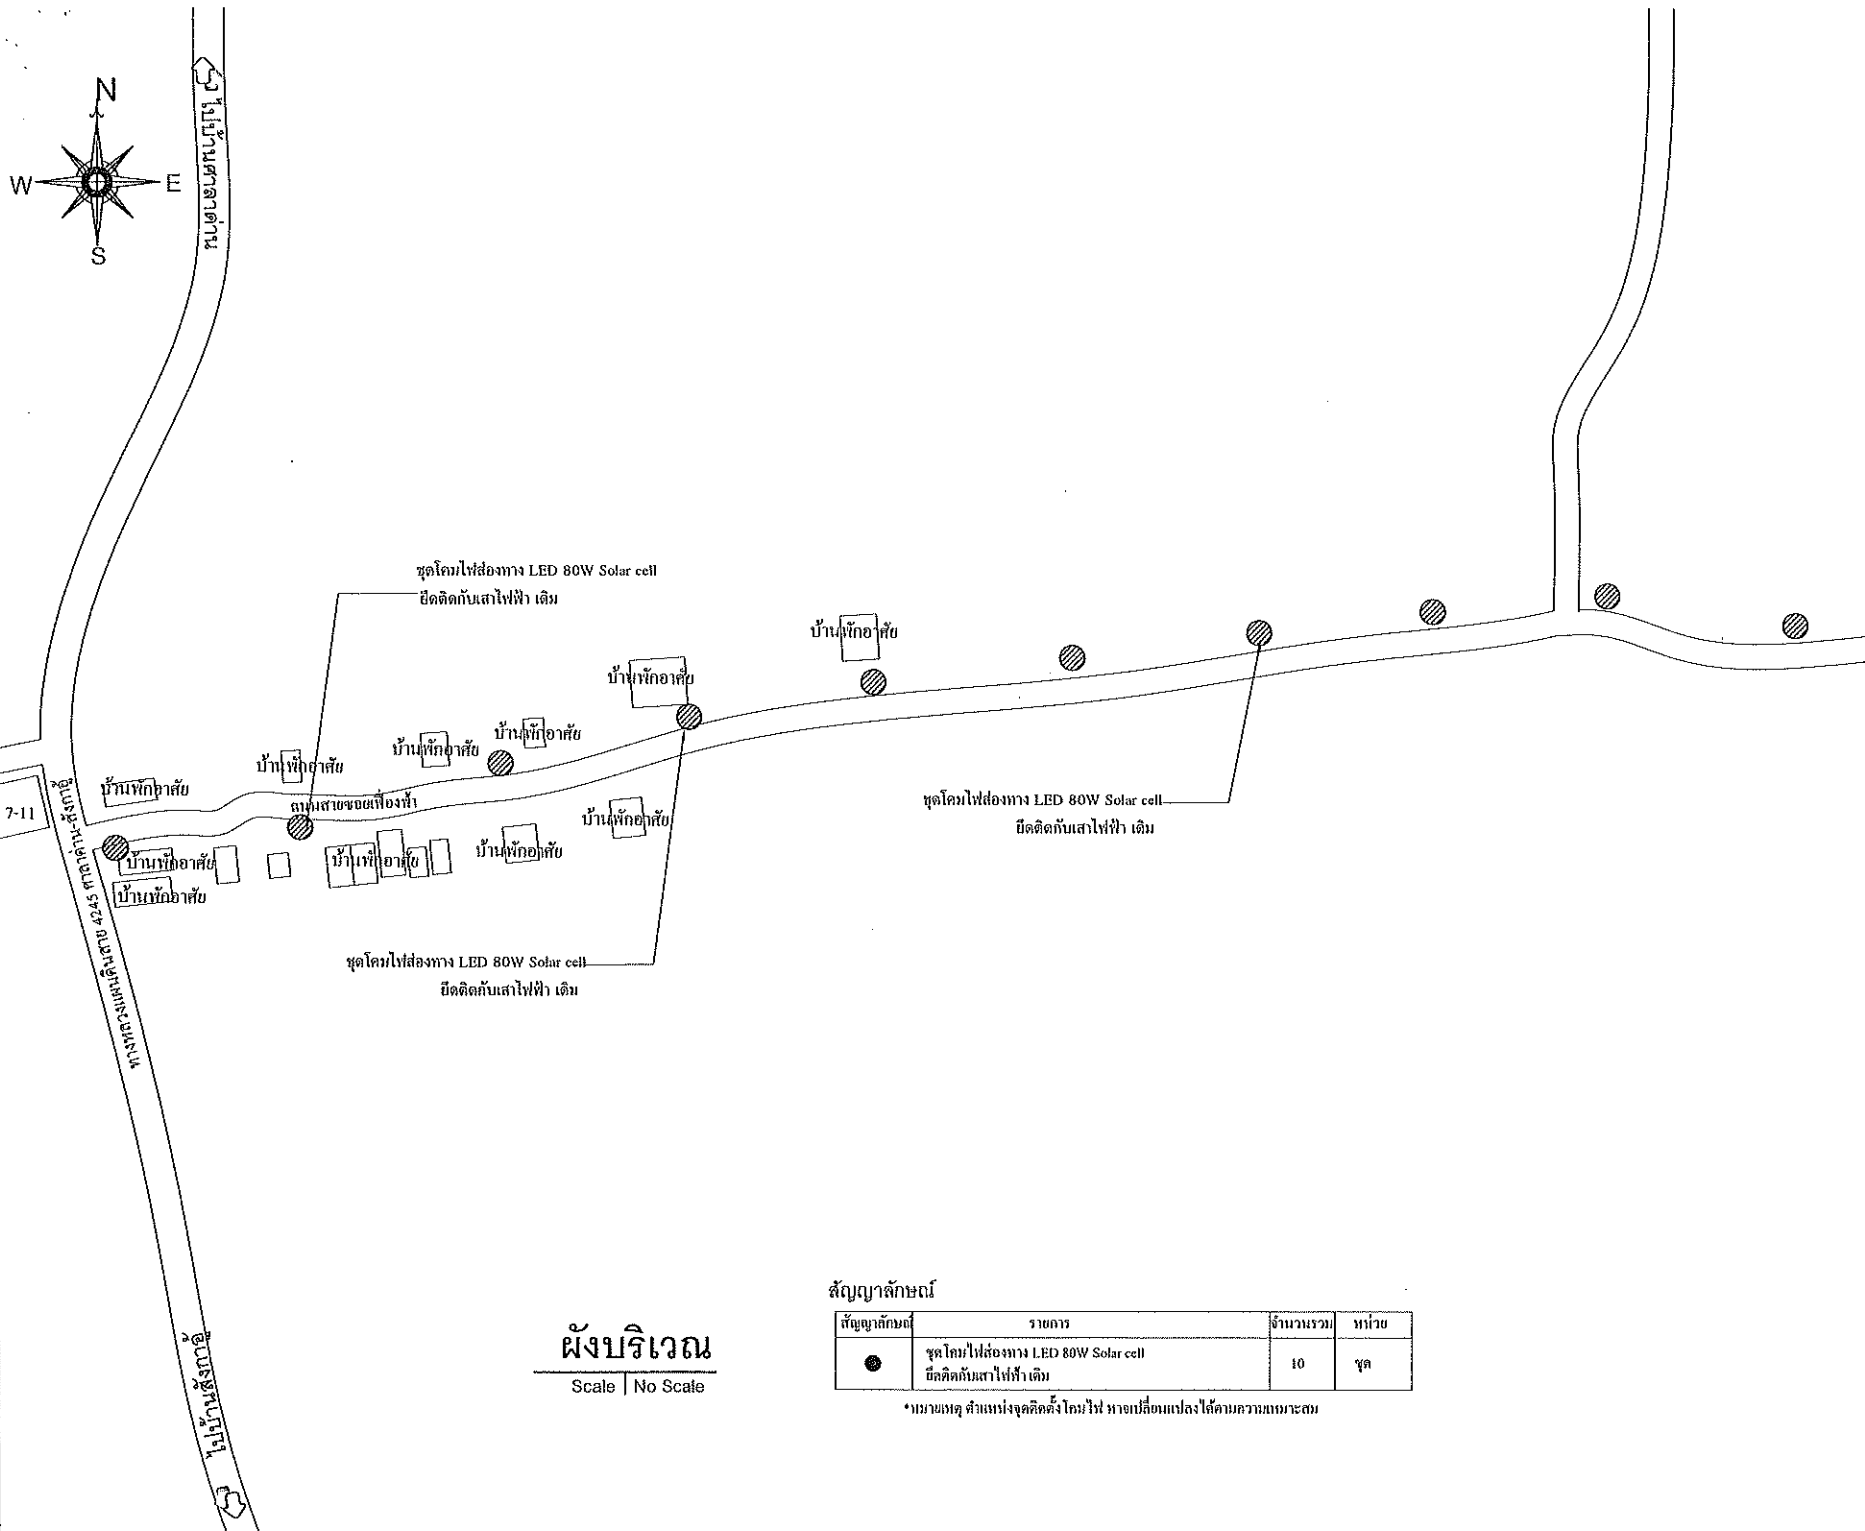 N
W
E
S
ไปบ้านศาลาด่าน
ชุดโคมไฟส่องทาง LED 80W Solar cell
ยึดติดกับเสาไฟฟ้า เดิม
บ้านพักอาศัย
บ้านพักอาศัย
บ้านพักอาศัย
บ้านพักอาศัย
บ้านพักอาศัย
บ้านพักอาศัย
ถนนสายซอยเฟื่องฟ้า
7-11
ทางหลวงแผ่นดินสาย 4245 ศาลาด่าน-สังกาอู้
บ้านพักอาศัย
บ้านพักอาศัย
บ้านพักอาศัย
บ้านพักอาศัย
บ้านพักอาศัย
ชุดโคมไฟส่องทาง LED 80W Solar cell
ยึดติดกับเสาไฟฟ้า เดิม
ชุดโคมไฟส่องทาง LED 80W Solar cell
ยึดติดกับเสาไฟฟ้า เดิม
ไปบ้านสังกาอู้
ผังบริเวณ
Scale No Scale
สัญญาลักษณ์
สัญญาลักษณ์ รายการ จำนวนรวม หน่วย
ชุดโคมไฟส่องทาง LED 80W Solar cell
ยึดติดกับเสาไฟฟ้า เดิม 10 ชุด
*หมายเหตุ ตำแหน่งจุดติดตั้งโคมไฟ หาจเปลี่ยนแปลงได้ตามความเหมาะสม